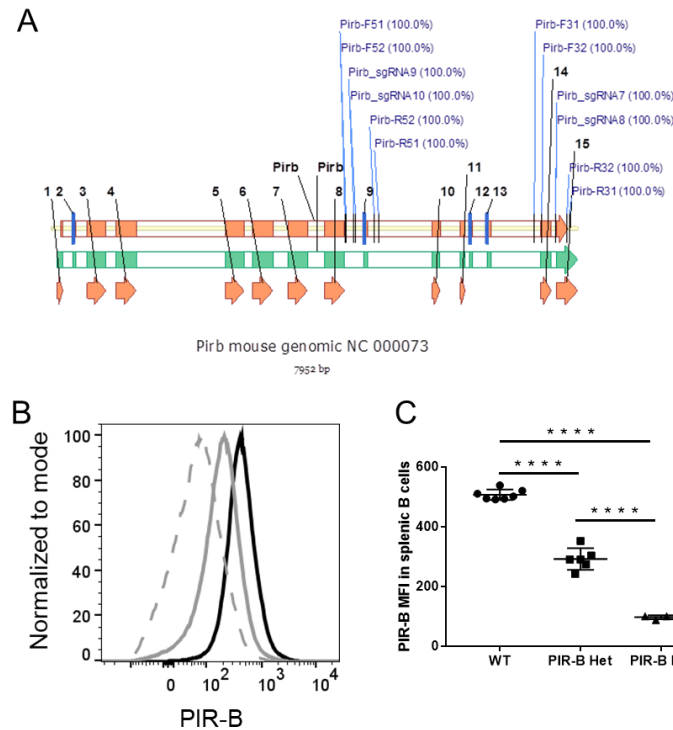 A
Pirb-F51 (100.0%)
Pirb-F52 (100.0%)
Pirb_sgRNA9 (100.0%)
Pirb_sgRNA10 (100.0%)
Pirb-R52 (100.0%)
Pirb-R51 (100.0%)
Pirb-F31 (100.0%)
Pirb-F32 (100.0%)
14
Pirb_sgRNA7 (100.0%)
Pirb_sgRNA8 (100.0%)
15
Pirb-R32 (100.0%)
Pirb-R31 (100.0%)
Pirb Pirb
11
1 2 3 4 5 6 7 8 9 10 12 13
Pirb mouse genomic NC 000073
7952 bp
B
Normalized to mode
100
80
60
40
20
0
0 10² 10³ 10⁴
PIR-B
C
PIR-B MFI in splenic B cells
600
400
200
0
* * * *
* * * *
* * * *
WT PIR-B Het PIR-B